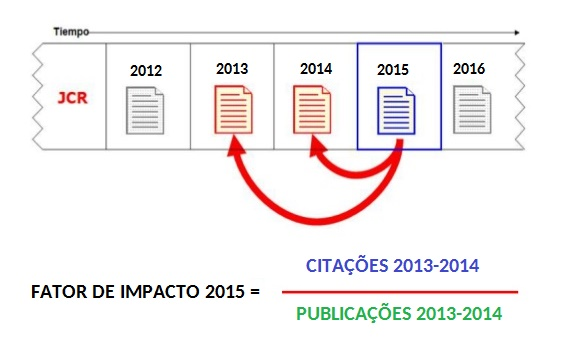 Tiempo
JCR
2012
2013
2014
2015
2016
CITAÇÕES 2013-2014
FATOR DE IMPACTO 2015 =
PUBLICAÇÕES 2013-2014